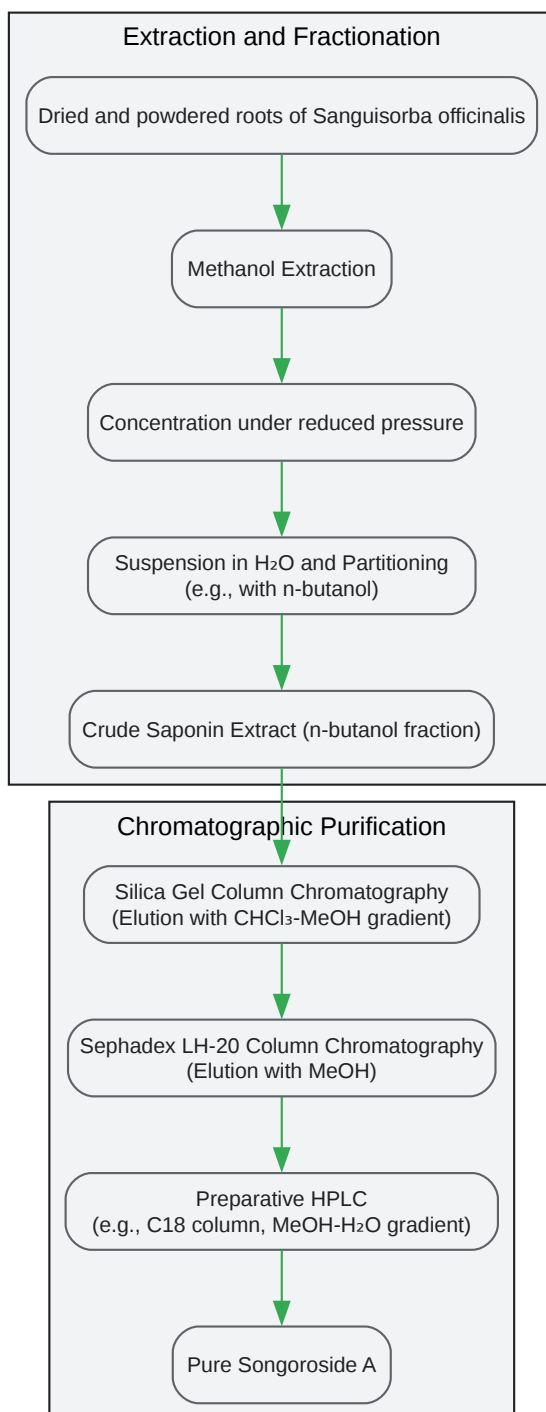 Extraction and Fractionation
Dried and powdered roots of Sanguisorba officinalis
Methanol Extraction
Concentration under reduced pressure
Suspension in H₂O and Partitioning
(e.g., with n-butanol)
Crude Saponin Extract (n-butanol fraction)
Chromatographic Purification
Silica Gel Column Chromatography
(Elution with CHCl₃-MeOH gradient)
Sephadex LH-20 Column Chromatography
(Elution with MeOH)
Preparative HPLC
(e.g., C18 column, MeOH-H₂O gradient)
Pure Songoroside A